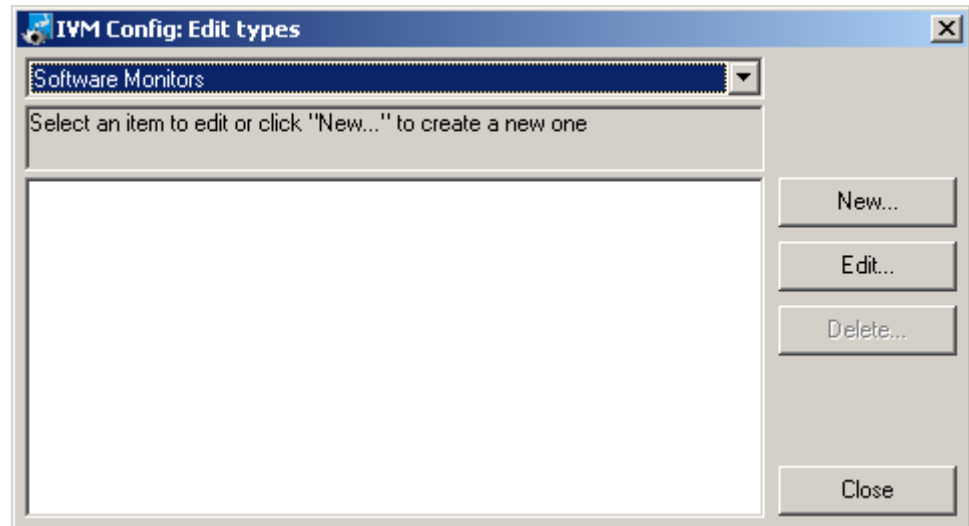 IVM Config: Edit types
Software Monitors
Select an item to edit or click "New..." to create a new one
New...
Edit...
Delete...
Close